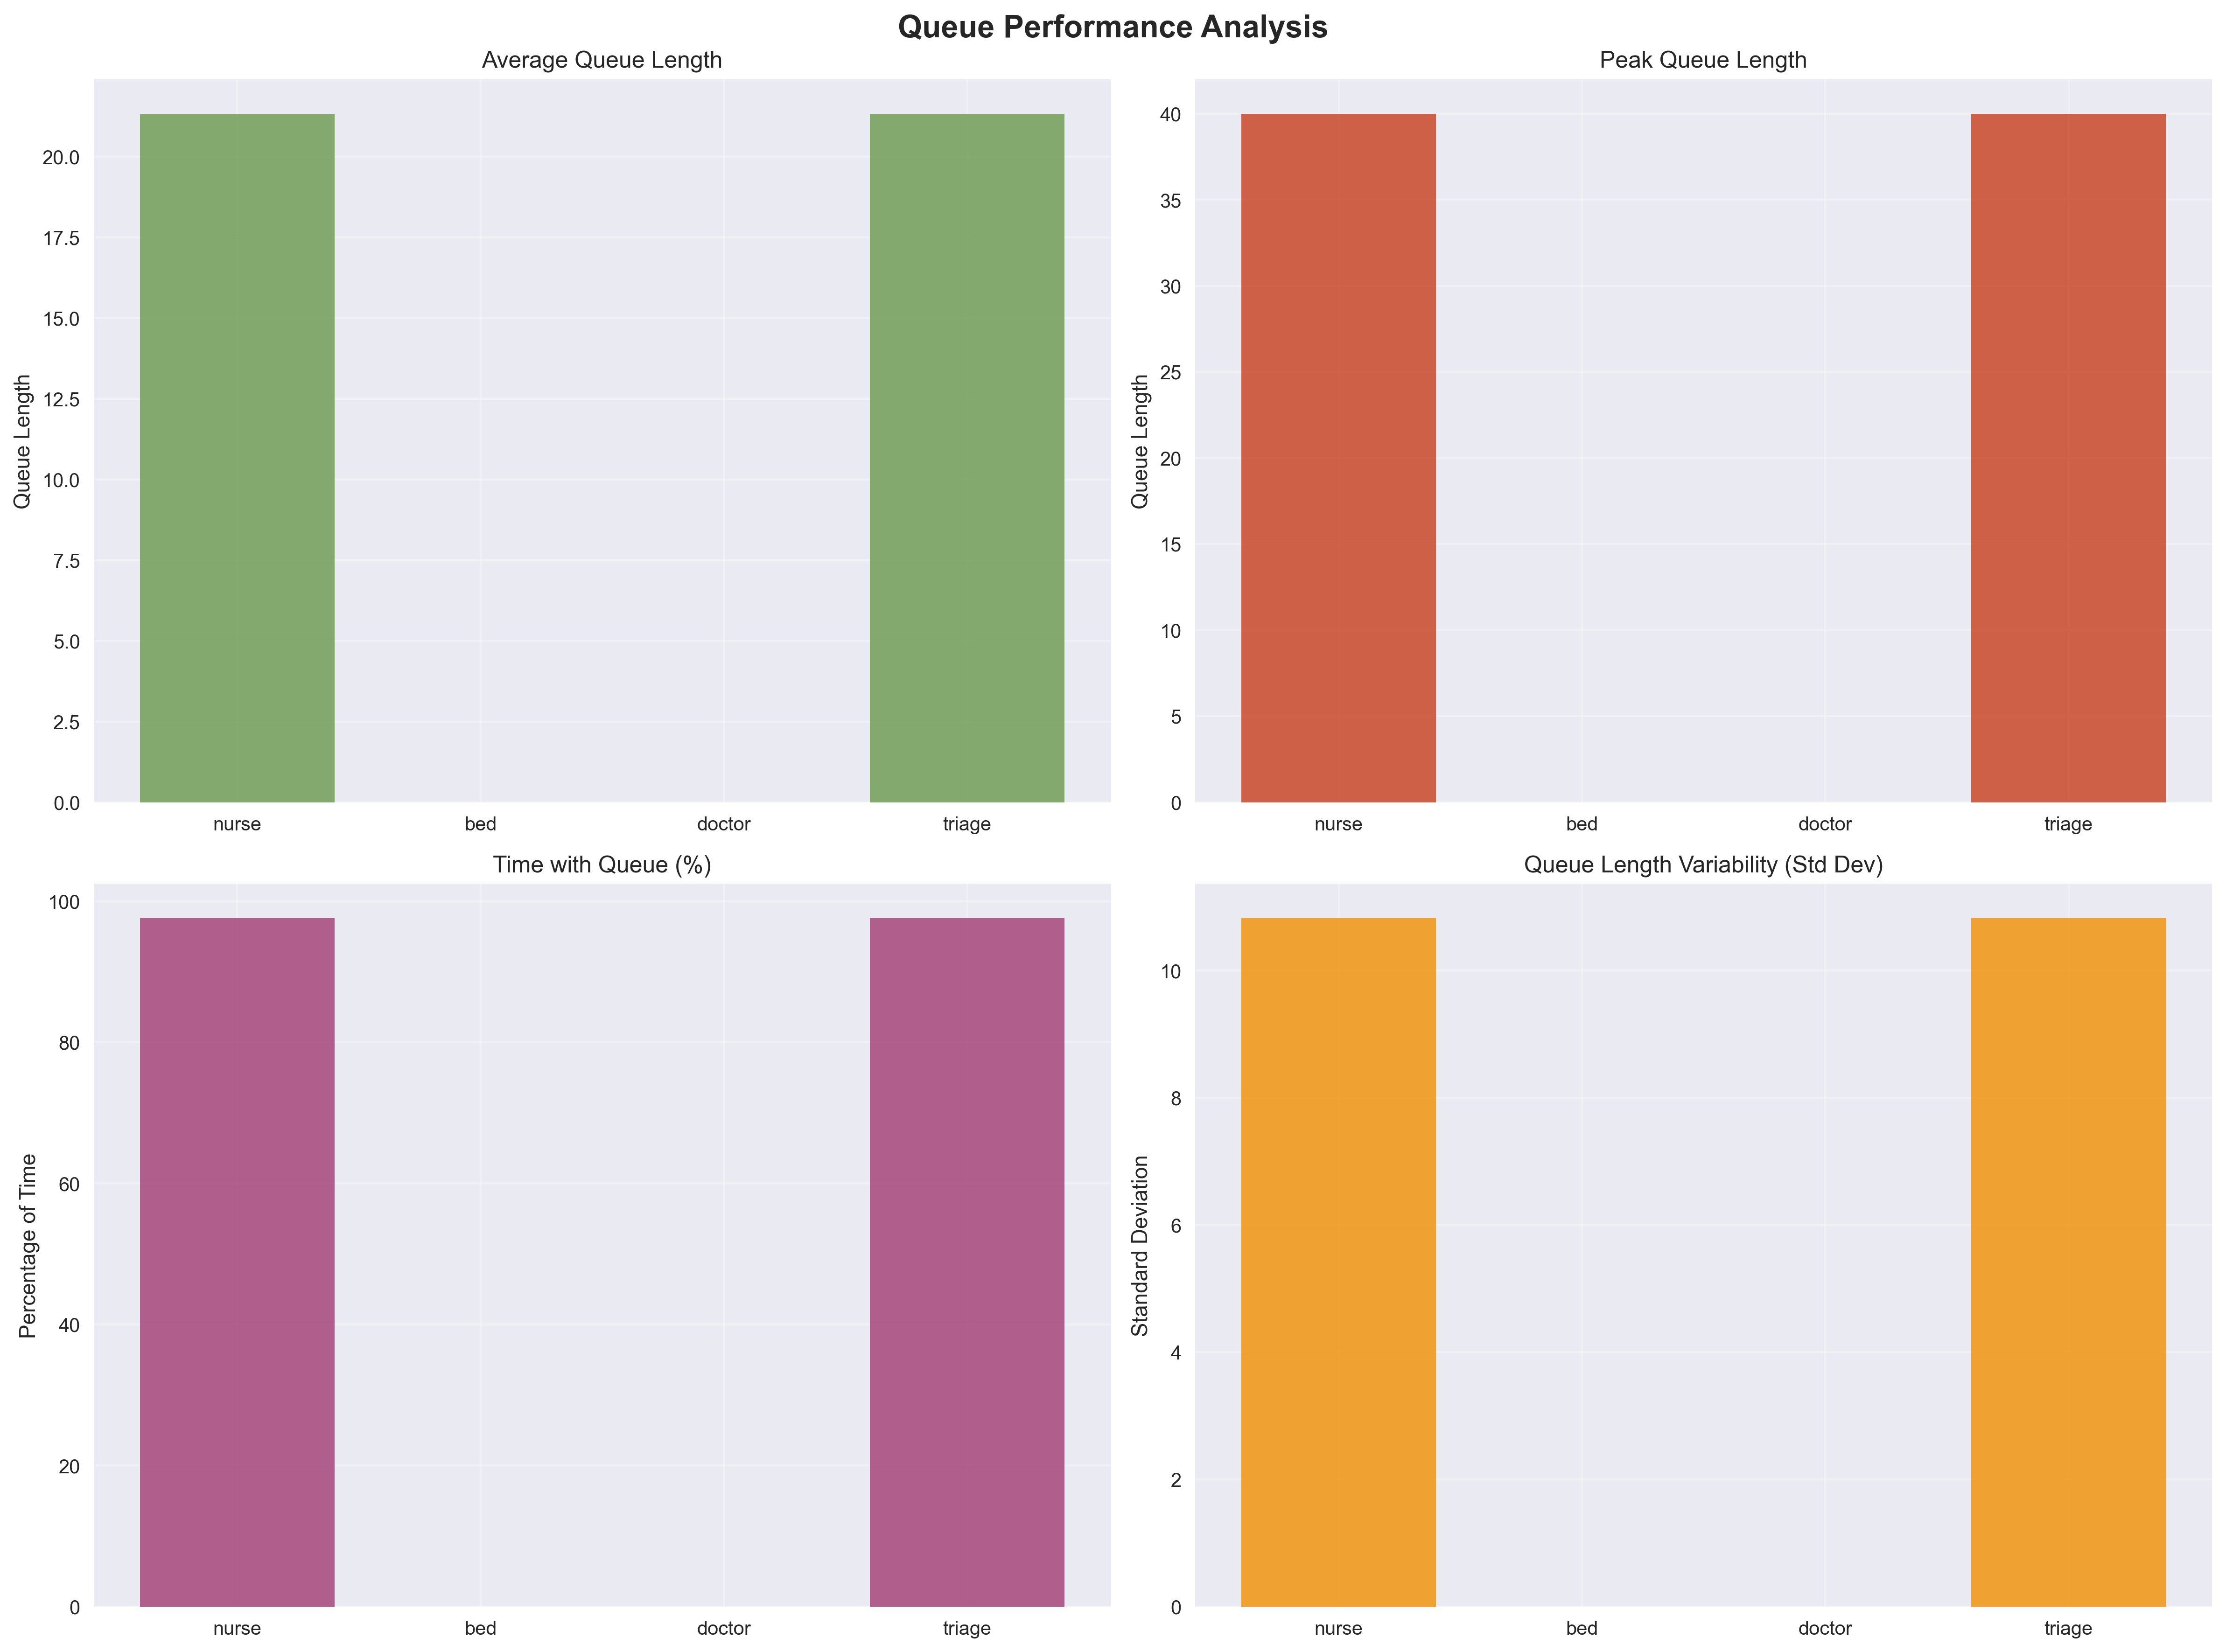 Queue Performance Analysis
Average Queue Length
Queue Length
20.0
17.5
15.0
12.5
10.0
7.5
5.0
2.5
0.0
nurse bed doctor triage
Peak Queue Length
Queue Length
40
35
30
25
20
15
10
5
0
nurse bed doctor triage
Time with Queue (%)
Percentage of Time
100
80
60
40
20
0
nurse bed doctor triage
Queue Length Variability (Std Dev)
Standard Deviation
10
8
6
4
2
0
nurse bed doctor triage